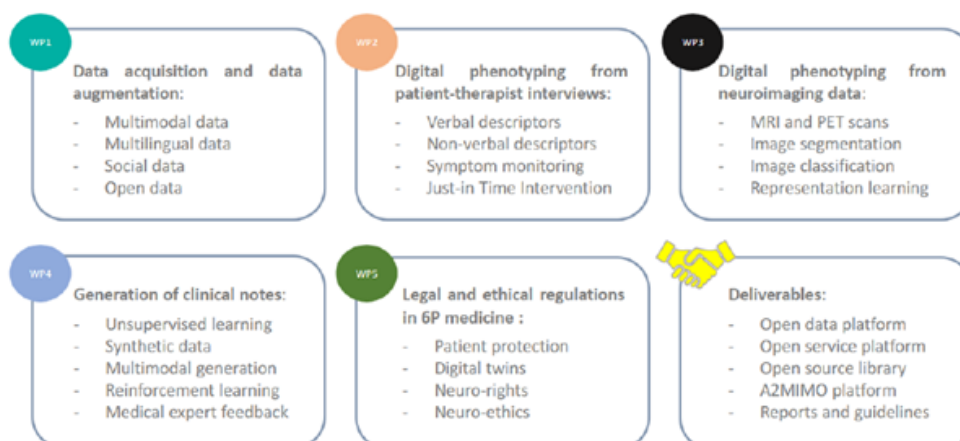 WP1
Data acquisition and data
augmentation:
- Multimodal data
- Multilingual data
- Social data
- Open data
WP2
Digital phenotyping from
patient-therapist interviews:
- Verbal descriptors
- Non-verbal descriptors
- Symptom monitoring
- Just-in Time Intervention
WP3
Digital phenotyping from
neuroimaging data:
- MRI and PET scans
- Image segmentation
- Image classification
- Representation learning
WP4
Generation of clinical notes:
- Unsupervised learning
- Synthetic data
- Multimodal generation
- Reinforcement learning
- Medical expert feedback
WP5
Legal and ethical regulations
in 6P medicine :
- Patient protection
- Digital twins
- Neuro-rights
- Neuro-ethics
Deliverables:
- Open data platform
- Open service platform
- Open source library
- A2MIMO platform
- Reports and guidelines